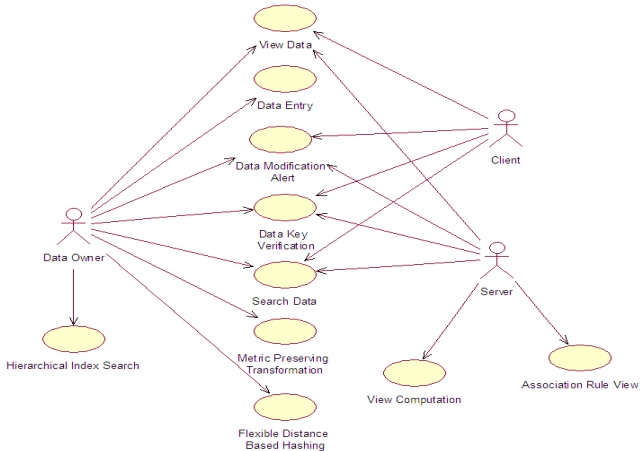 View Data
Data Entry
Client
Data Modification
Alert
Data Key
Verification
Data Owner
Server
Search Data
Hierarchical Index Search
Metric Preserving
Transformation
View Computation
Association Rule View
Flexible Distance
Based Hashing